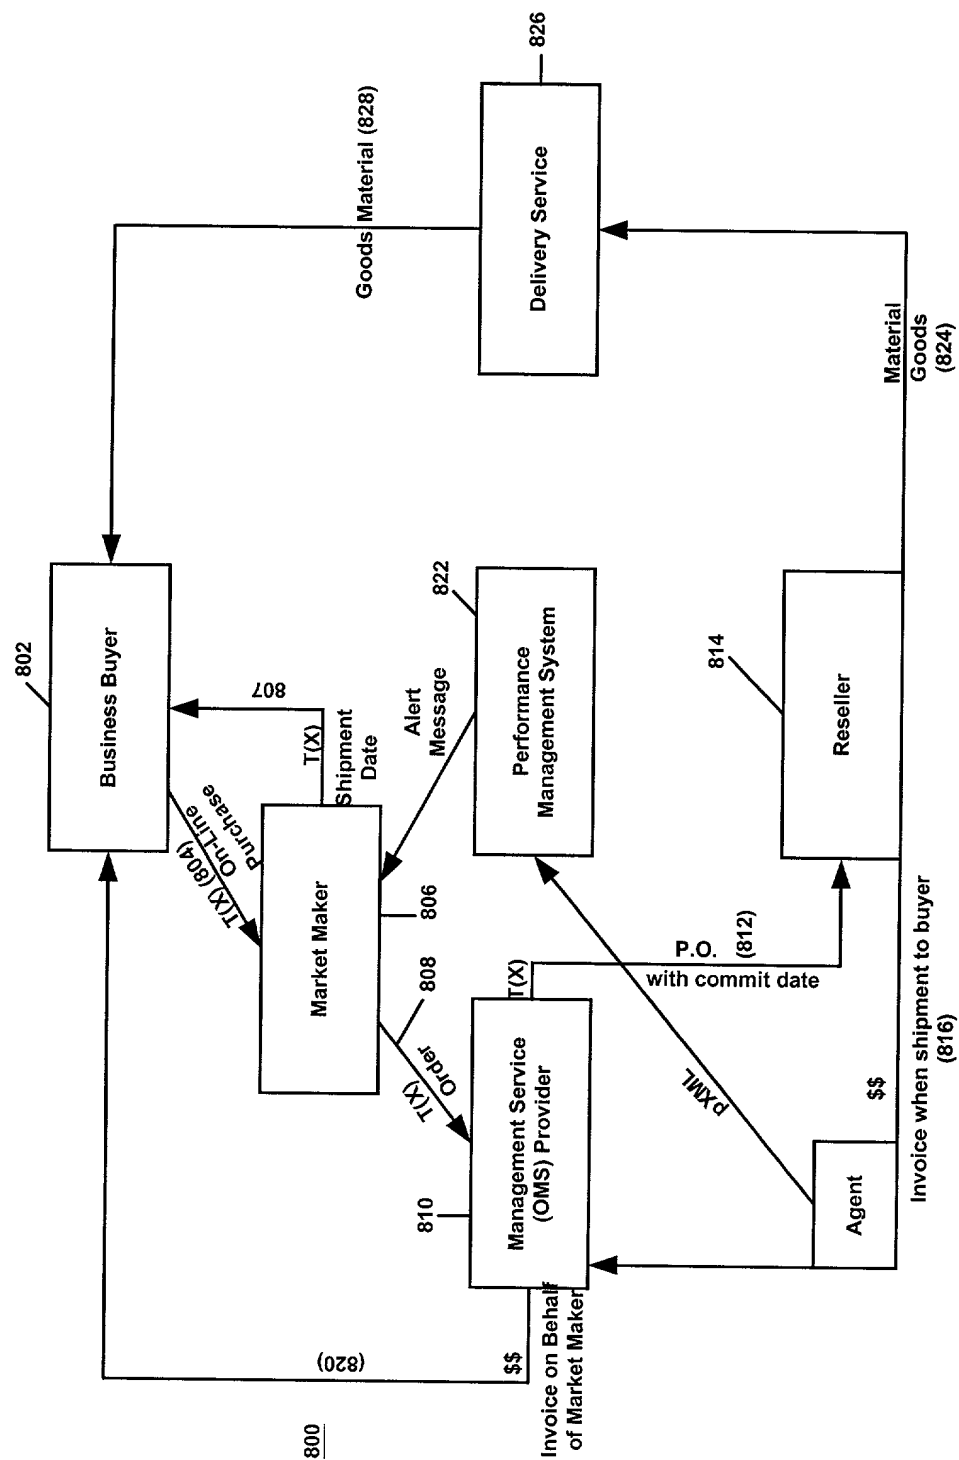 800
802
Business Buyer
T(X) (804)
On-Line
Purchase
807
T(X)
Shipment
Date
Market Maker
806
808
T(X)
Order
Alert
Message
822
Performance
Management System
810
Management Service
(OMS) Provider
T(X)
P.O.
(812)
with commit date
pXML
814
Reseller
Agent
$$
Invoice when shipment to buyer
(816)
(820)
$$
Invoice on Behalf
of Market Maker
Material
Goods
(824)
826
Delivery Service
Goods Material (828)